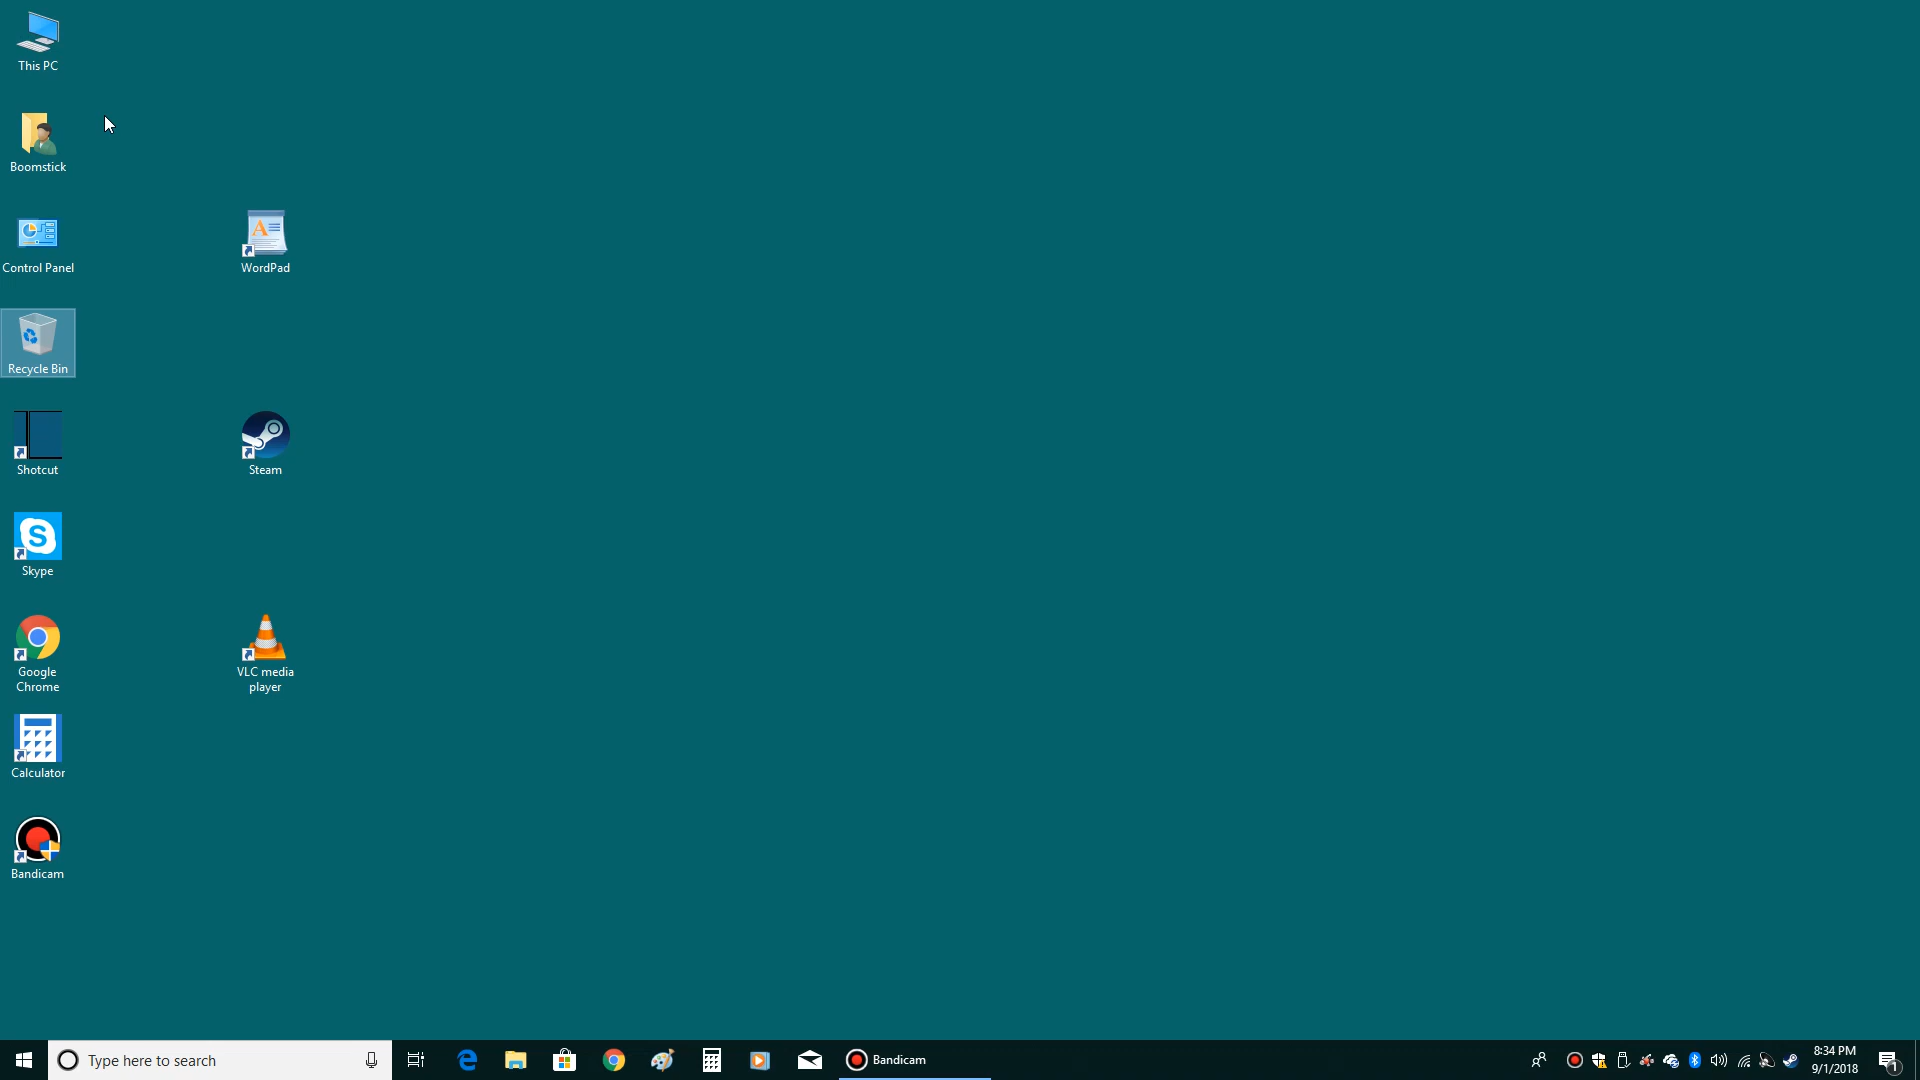 This PC
Boomstick
Control Panel
WordPad
Recycle Bin
Shotcut
Steam
S
Skype
Google
Chrome
VLC media
player
Calculator
Bandicam
Type here to search
Bandicam
8:34 PM
9/1/2018
1